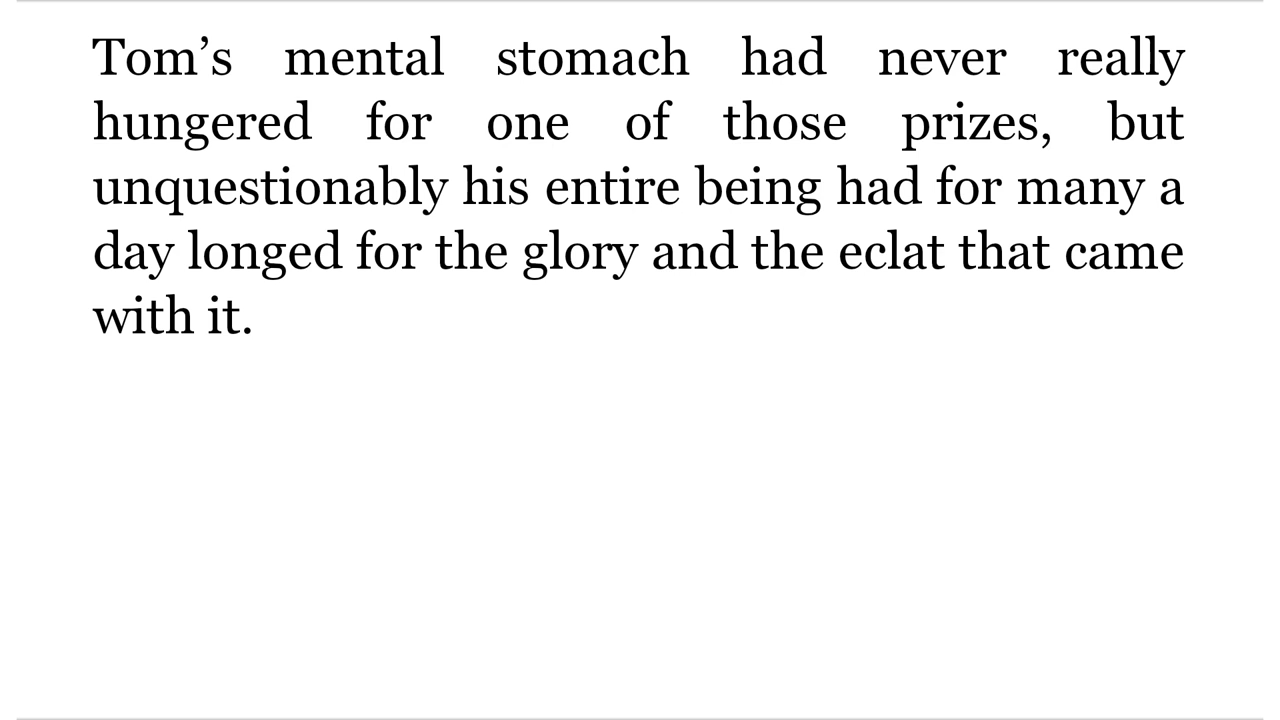 Tom’s mental stomach had never really
hungered for one of those prizes, but
unquestionably his entire being had for many a
day longed for the glory and the eclat that came
with it.